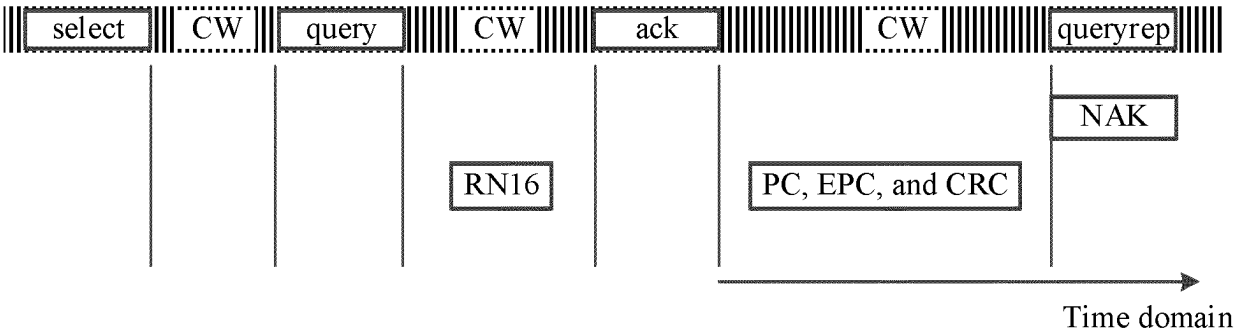 select CW query CW ack CW queryrep
NAK
RN16 PC, EPC, and CRC
Time domain